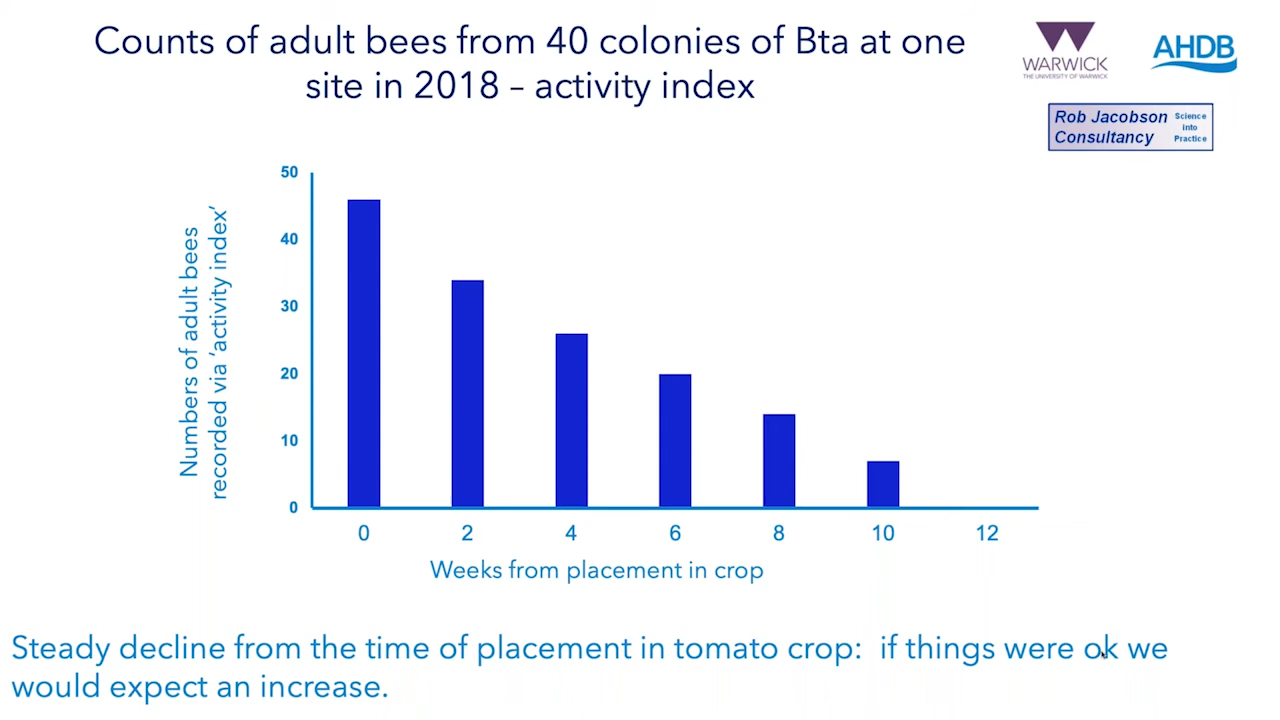 Counts of adult bees from 40 colonies of Bta at one
site in 2018 – activity index
WARWICK
THE UNIVERSITY OF WARWICK
AHDB
Rob Jacobson
Consultancy
Science
into
Practice
Numbers of adult bees
recorded via ‘activity index’
50
40
30
20
10
0
0 2 4 6 8 10 12
Weeks from placement in crop
Steady decline from the time of placement in tomato crop:  if things were ok we
would expect an increase.